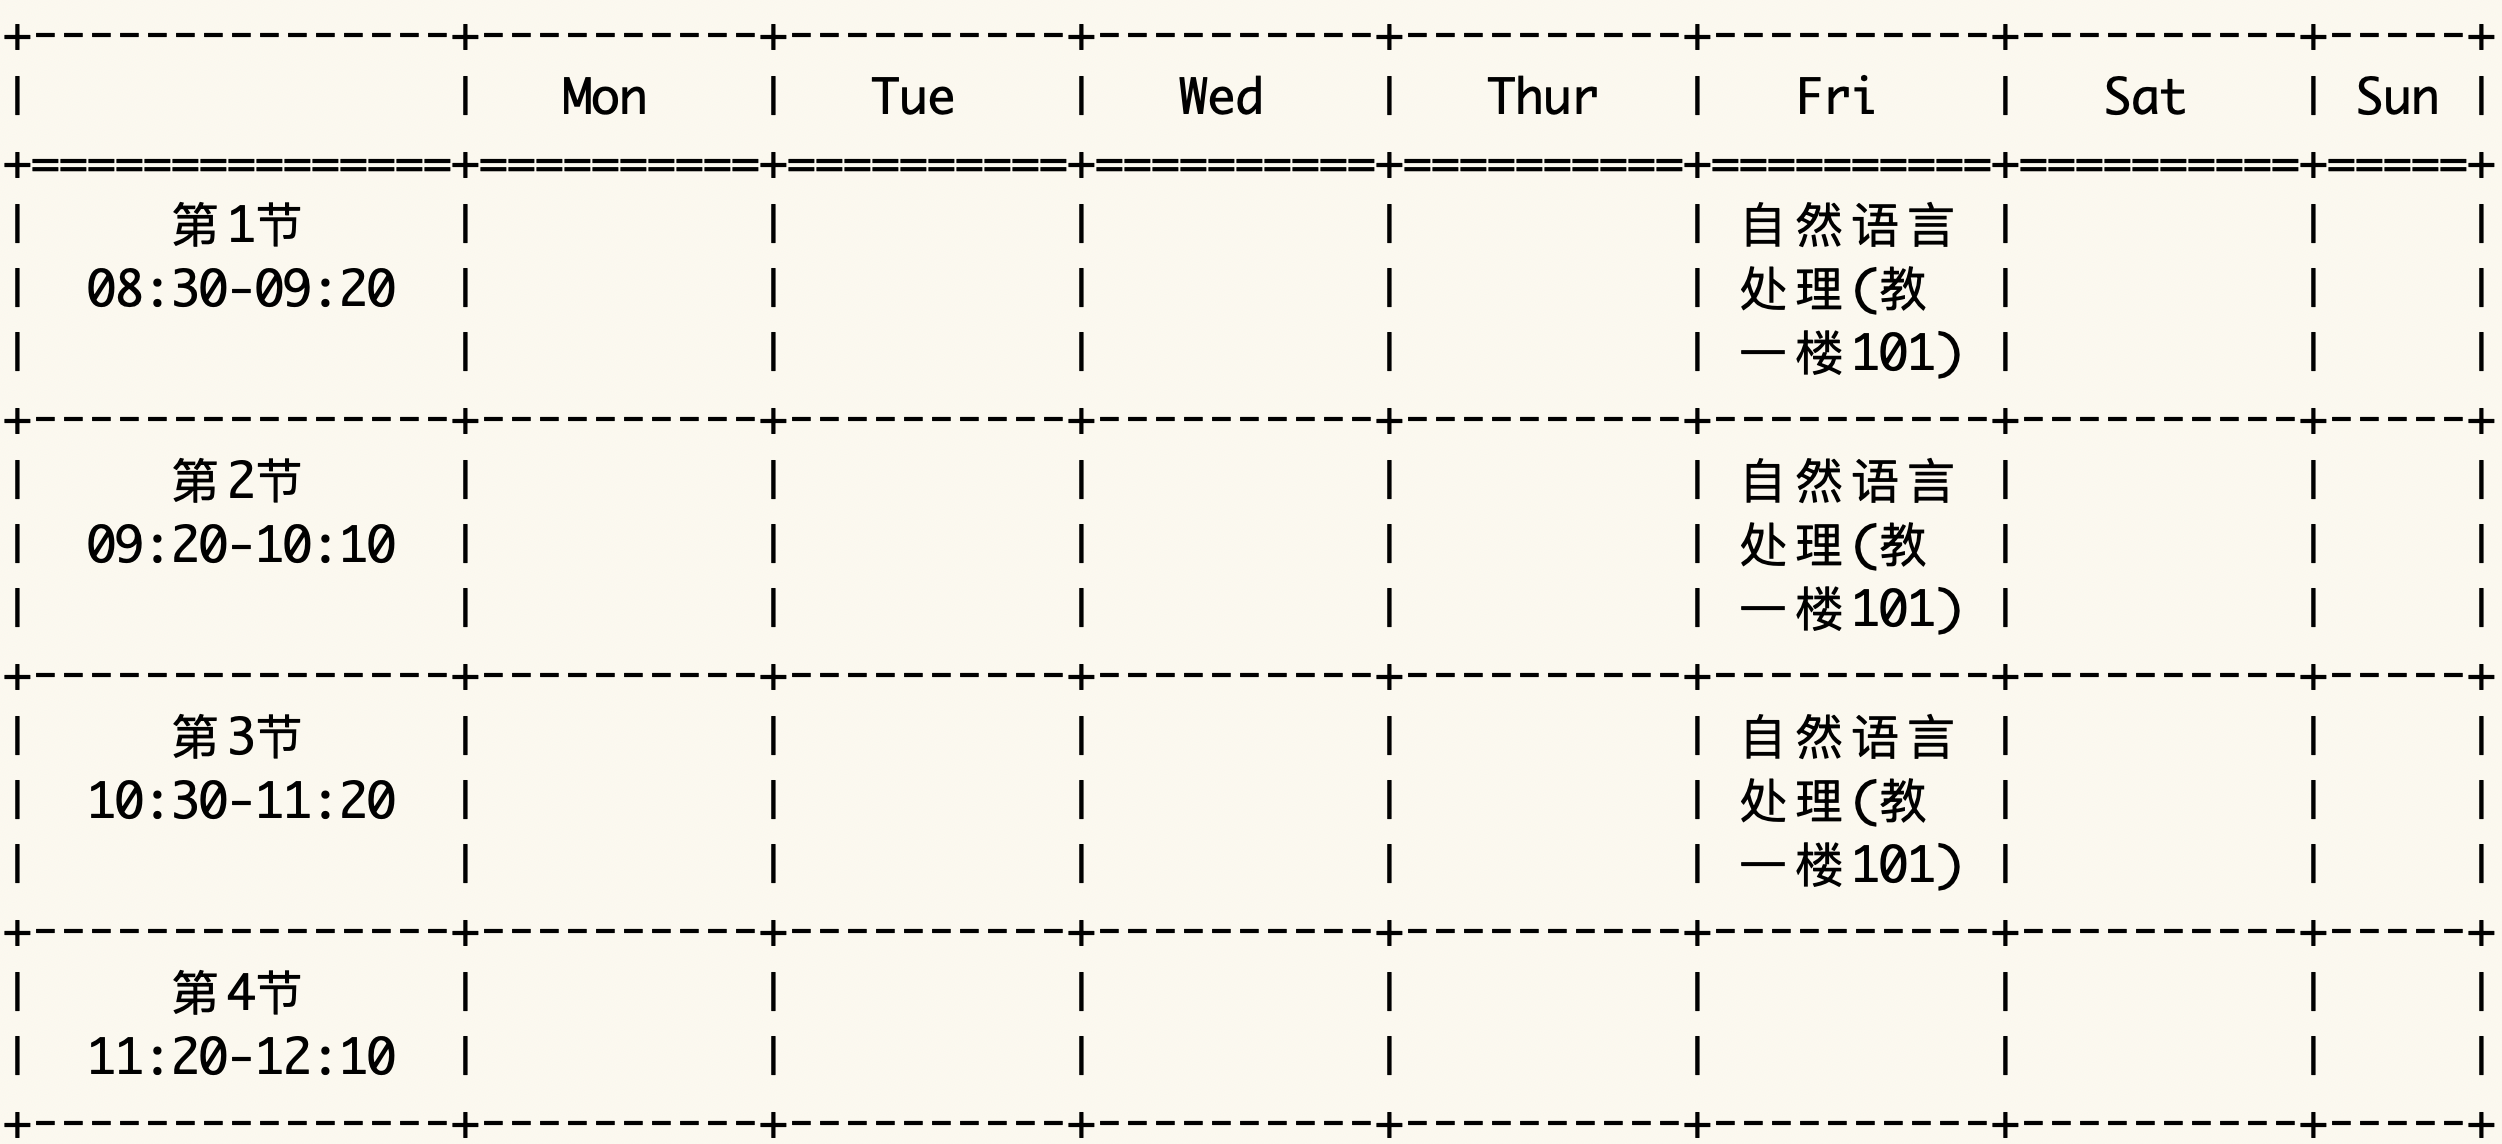 +---------------+----------+----------+----------+----------+----------+----------+-----+
|               |   Mon    |   Tue    |   Wed    |   Thur   |   Fri    |   Sat    | Sun |
+===============+==========+==========+==========+==========+==========+==========+=====+
|     第1节     |          |          |          |          | 自然语言 |          |     |
|  08:30-09:20  |          |          |          |          | 处理(教  |          |     |
|               |          |          |          |          | 一楼101) |          |     |
+---------------+----------+----------+----------+----------+----------+----------+-----+
|     第2节     |          |          |          |          | 自然语言 |          |     |
|  09:20-10:10  |          |          |          |          | 处理(教  |          |     |
|               |          |          |          |          | 一楼101) |          |     |
+---------------+----------+----------+----------+----------+----------+----------+-----+
|     第3节     |          |          |          |          | 自然语言 |          |     |
|  10:30-11:20  |          |          |          |          | 处理(教  |          |     |
|               |          |          |          |          | 一楼101) |          |     |
+---------------+----------+----------+----------+----------+----------+----------+-----+
|     第4节     |          |          |          |          |          |          |     |
|  11:20-12:10  |          |          |          |          |          |          |     |
+---------------+----------+----------+----------+----------+----------+----------+-----+